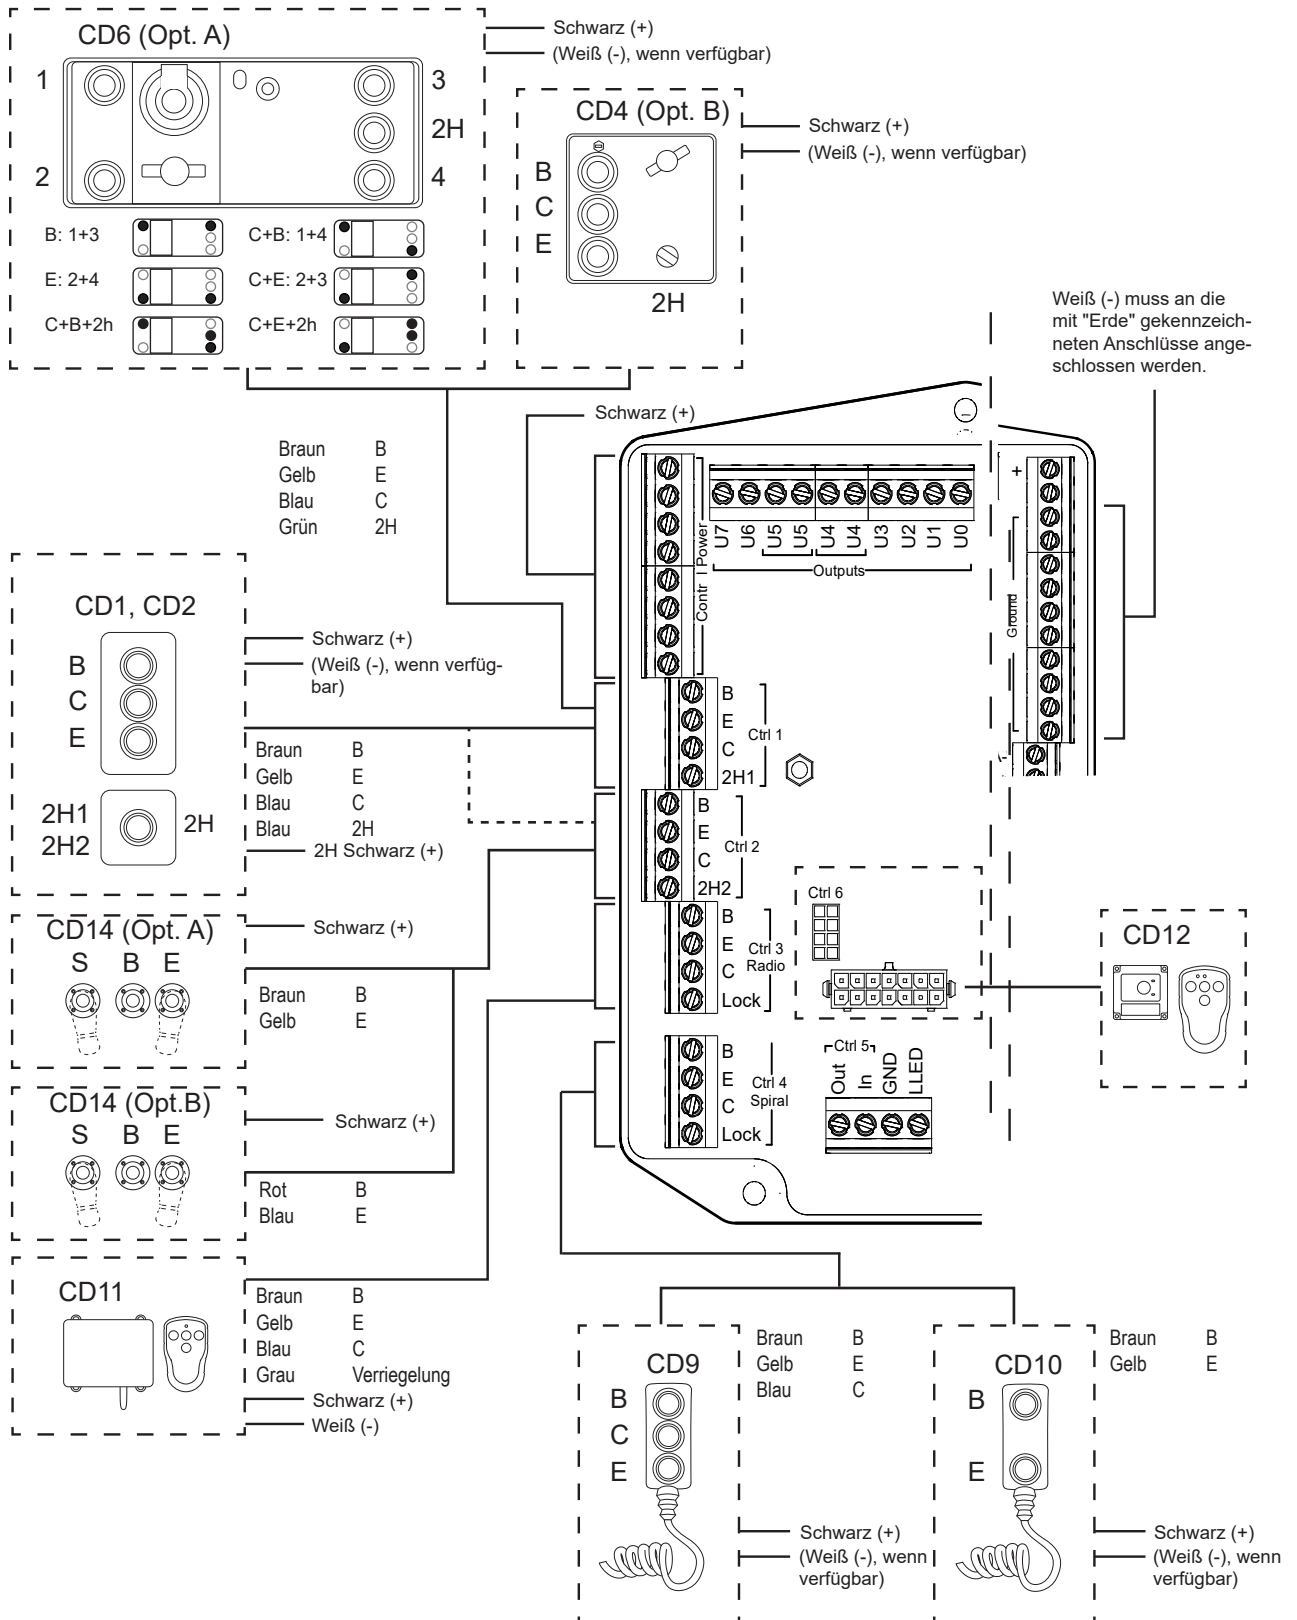 CD6 (Opt. A)
1
2
3
2H
4
B: 1+3
C+B: 1+4
E: 2+4
C+E: 2+3
C+B+2h
C+E+2h
Schwarz (+)
(Weiß (-), wenn verfügbar)
CD4 (Opt. B)
B
C
E
2H
Schwarz (+)
(Weiß (-), wenn verfügbar)
Weiß (-) muss an die
mit "Erde" gekennzeich-
neten Anschlüsse ange-
schlossen werden.
Schwarz (+)
Braun B
Gelb E
Blau C
Grün 2H
CD1, CD2
B
C
E
2H1
2H2
2H
Schwarz (+)
(Weiß (-), wenn verfüg-
bar)
Braun B
Gelb E
Blau C
Blau 2H
2H Schwarz (+)
CD14 (Opt. A)
S B E
Schwarz (+)
Braun B
Gelb E
CD14 (Opt.B)
S B E
Schwarz (+)
Rot B
Blau E
CD11
Braun B
Gelb E
Blau C
Grau Verriegelung
Schwarz (+)
Weiß (-)
Contr l Power
U7 U6 U5 U5 U4 U4 U3 U2 U1 U0
Outputs
+
Ground
-
B
E
C
2H1
Ctrl 1
B
E
C
2H2
Ctrl 2
B
E
C
Lock
Ctrl 3
Radio
B
E
C
Lock
Ctrl 4
Spiral
Ctrl 6
Ctrl 5
Out In GND LLED
CD12
CD9
B
C
E
Braun B
Gelb E
Blau C
Schwarz (+)
(Weiß (-), wenn
verfügbar)
CD10
B
E
Braun B
Gelb E
Schwarz (+)
(Weiß (-), wenn
verfügbar)